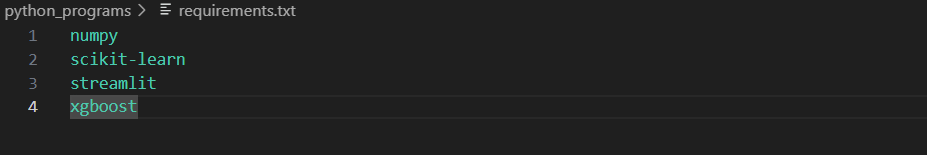 python_programs > requirements.txt
1 numpy
2 scikit-learn
3 streamlit
4 xgboost